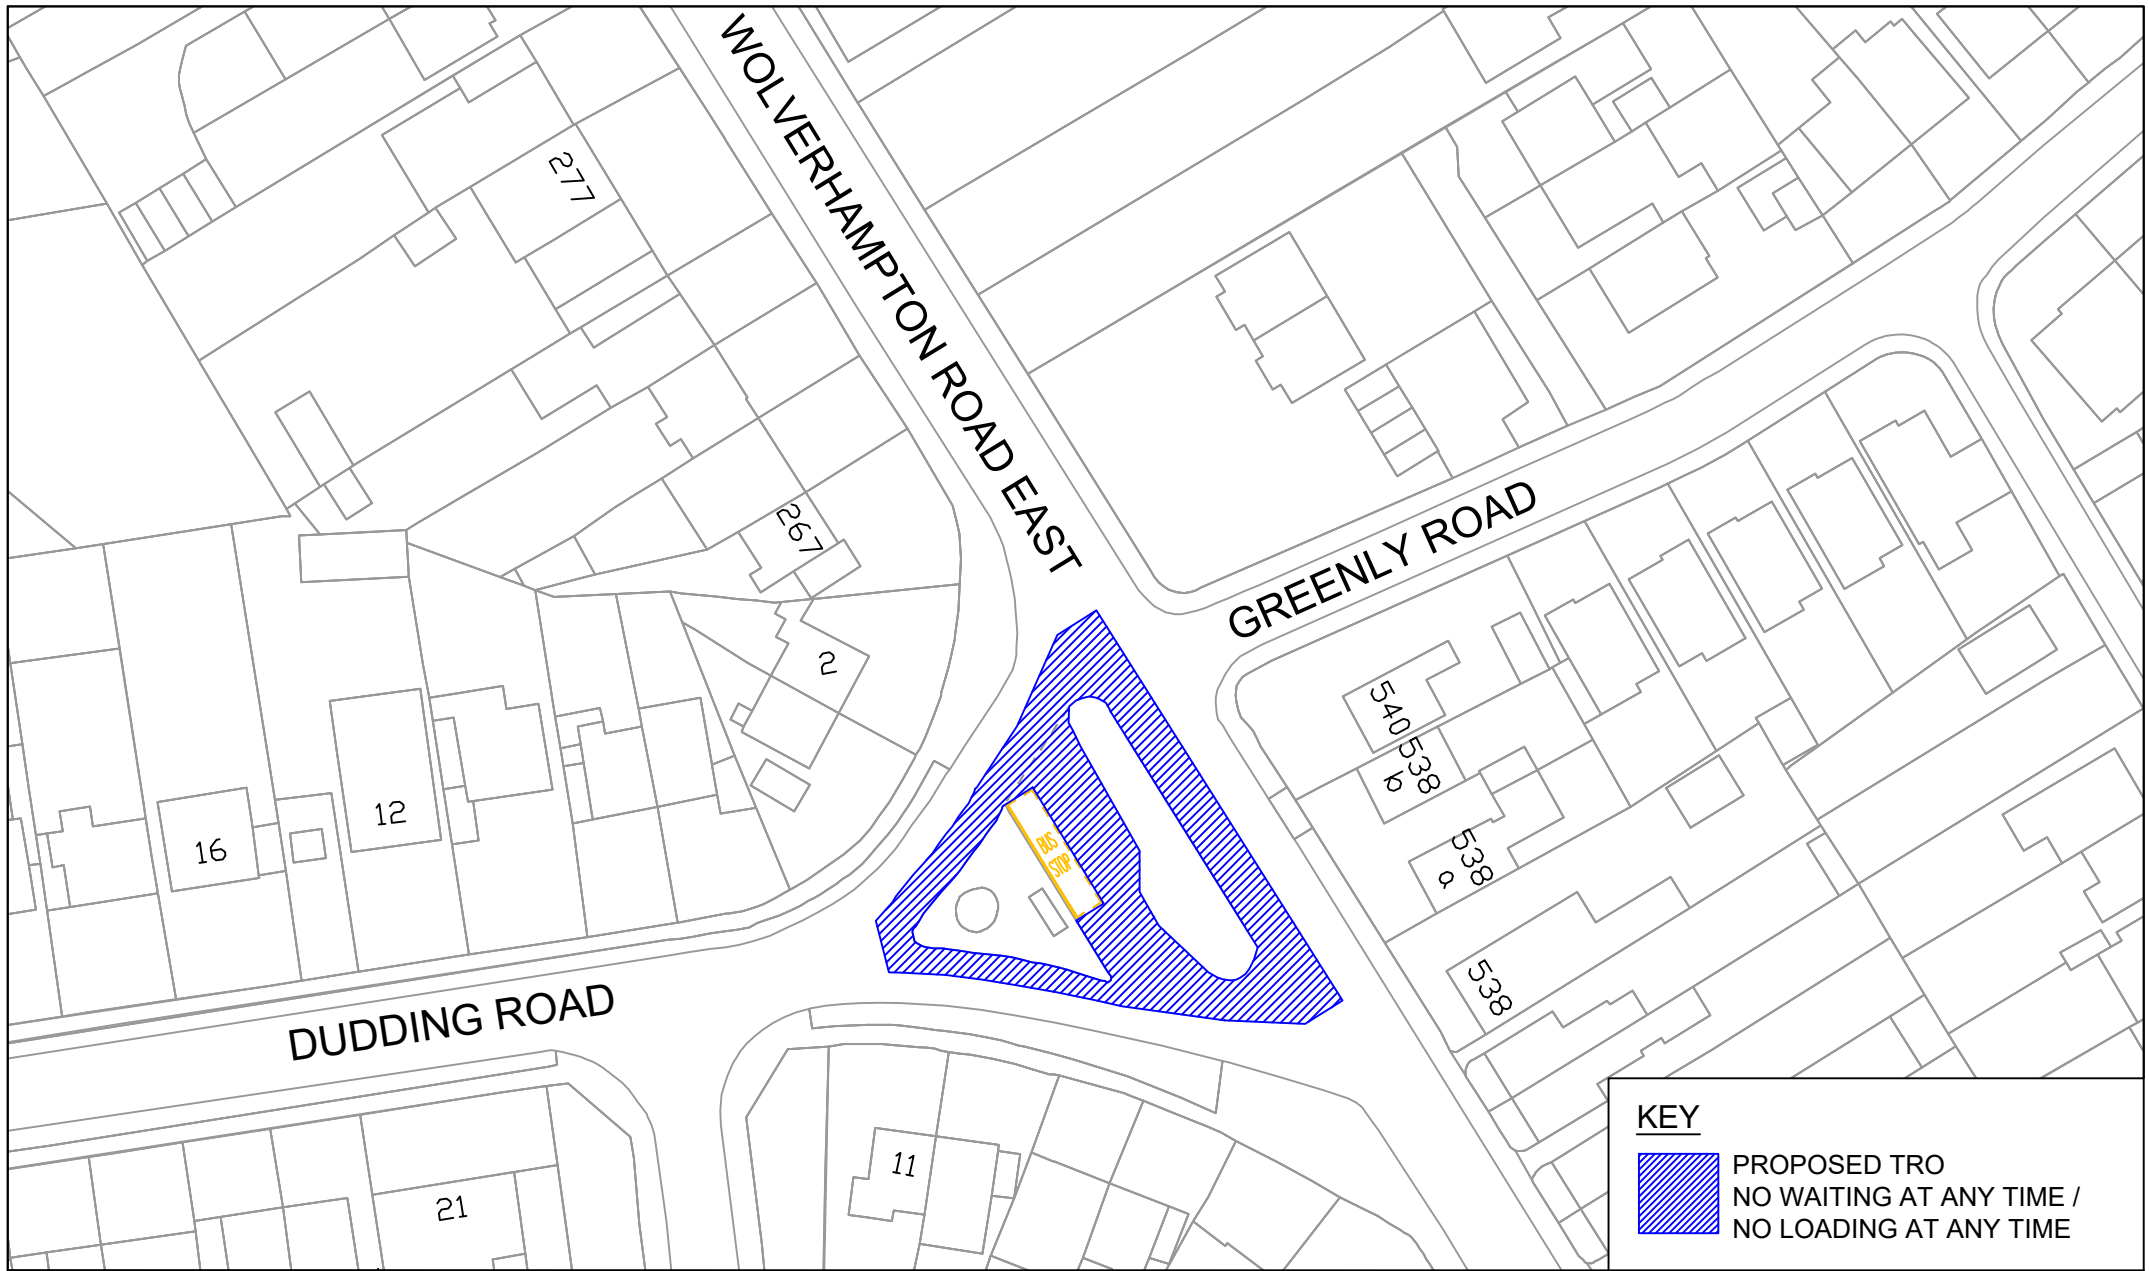 WOLVERHAMPTON ROAD EAST
277
267
GREENLY ROAD
2
540
538
b
12
16
BUS
STOP
538
a
538
DUDDING ROAD
11
21
KEY
PROPOSED TRO
NO WAITING AT ANY TIME /
NO LOADING AT ANY TIME